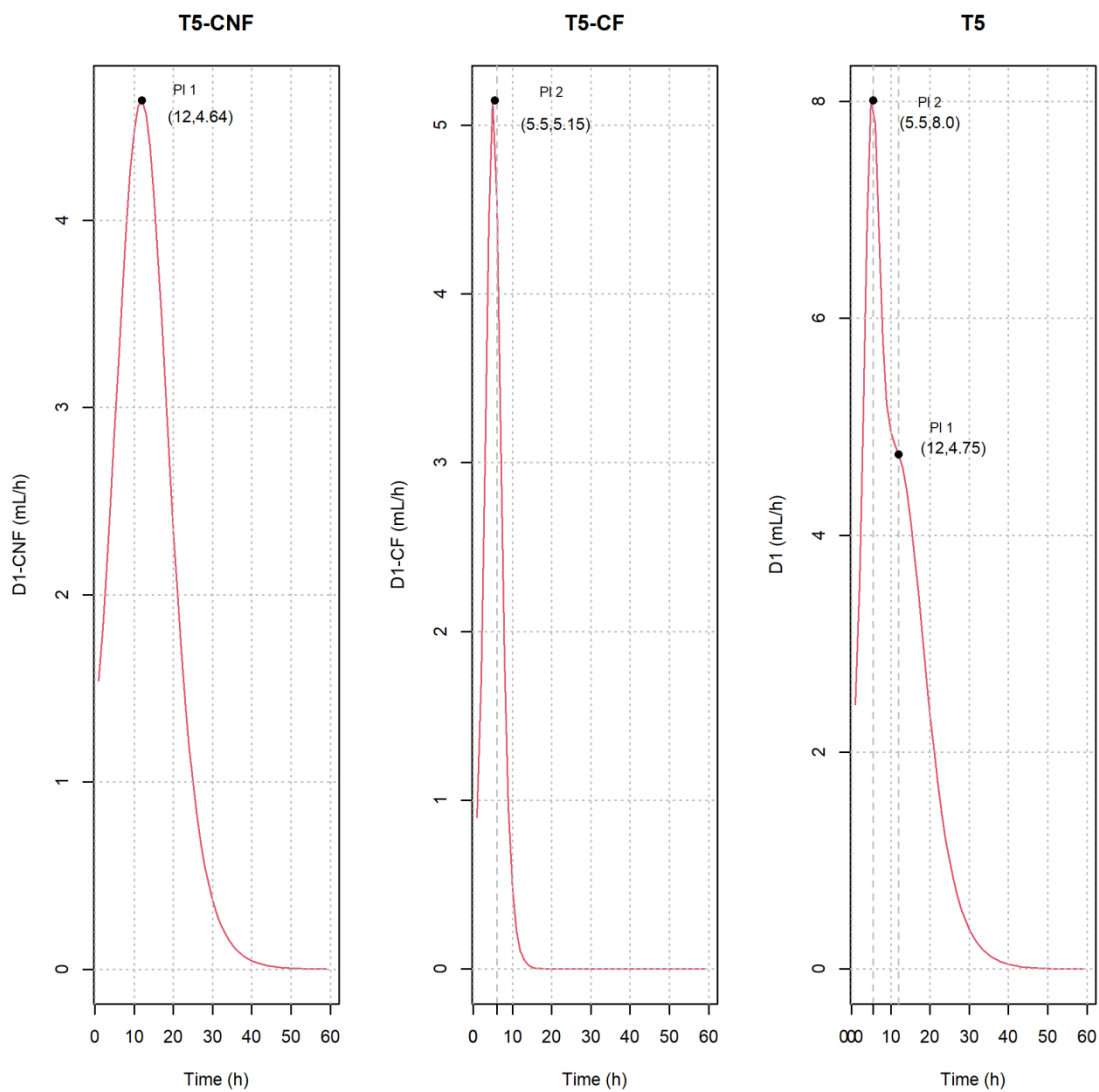 T5-CNF
PI 1
(12,4.64)
D1-CNF (mL/h)
4
3
2
1
0
0 10 20 30 40 50 60
Time (h)
T5-CF
PI 2
(5.5,5.15)
D1-CF (mL/h)
5
4
3
2
1
0
0 10 20 30 40 50 60
Time (h)
T5
PI 2
(5.5,8.0)
PI 1
(12,4.75)
D1 (mL/h)
8
6
4
2
0
10 20 30 40 50 60
Time (h)